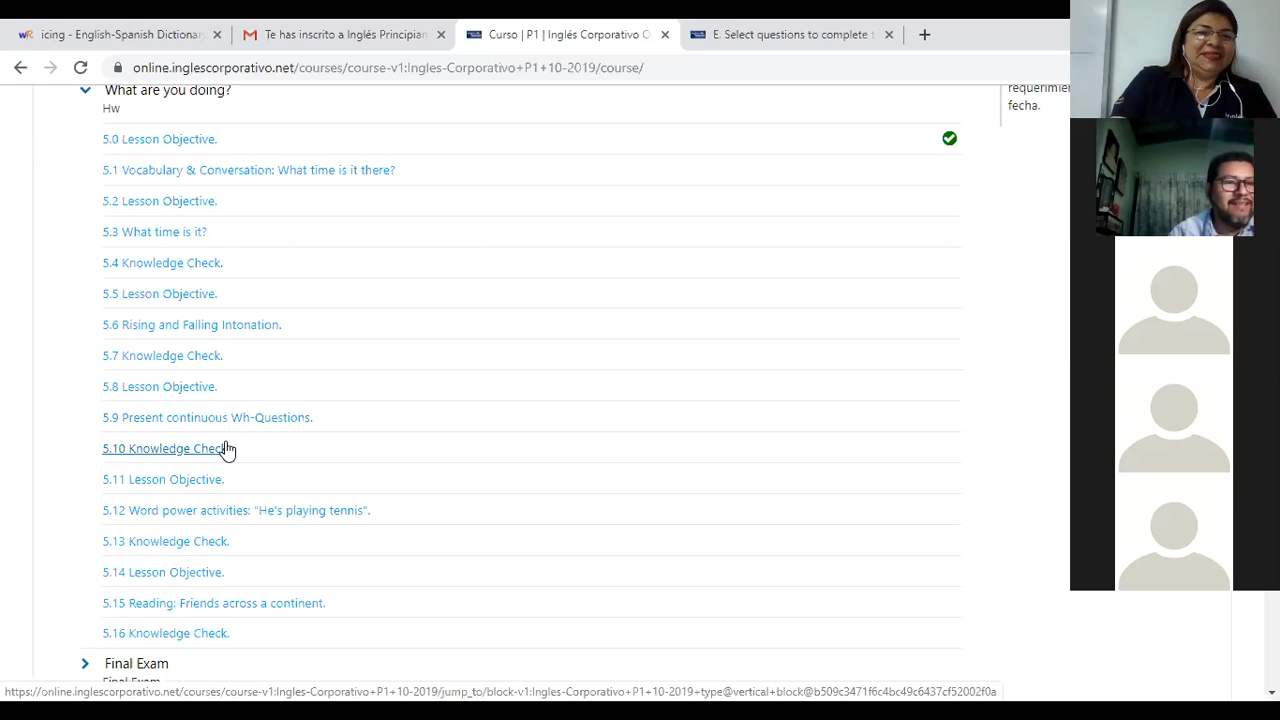 icing - English-Spanish Dictionary
Te has inscrito a Inglés Principian
Curso | P1 | Inglés Corporativo O
E. Select questions to complete t
online.inglescorporativo.net/courses/course-v1:Ingles-Corporativo+P1+10-2019/course/
What are you doing?
Hw
requerimie
fecha.
5.0 Lesson Objective.
5.1 Vocabulary & Conversation: What time is it there?
5.2 Lesson Objective.
5.3 What time is it?
5.4 Knowledge Check.
5.5 Lesson Objective.
5.6 Rising and Falling Intonation.
5.7 Knowledge Check.
5.8 Lesson Objective.
5.9 Present continuous Wh-Questions.
5.10 Knowledge Check
5.11 Lesson Objective.
5.12 Word power activities: "He's playing tennis".
5.13 Knowledge Check.
5.14 Lesson Objective.
5.15 Reading: Friends across a continent.
5.16 Knowledge Check.
Final Exam
Final Exam
https://online.inglescorporativo.net/courses/course-v1:Ingles-Corporativo+P1+10-2019/jump_to/block-v1:Ingles-Corporativo+P1+10-2019+type@vertical+block@b509c3471f6c4bc49c6437cf52002f0a